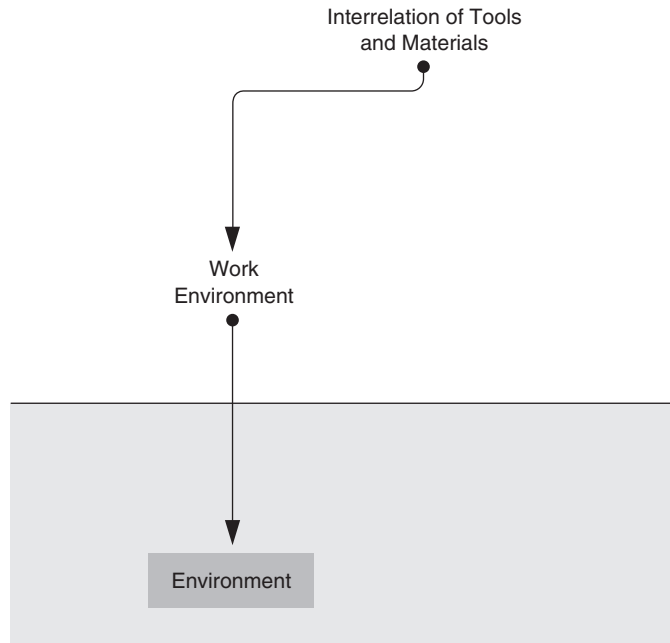 Interrelation of Tools
and Materials
Work
Environment
Environment